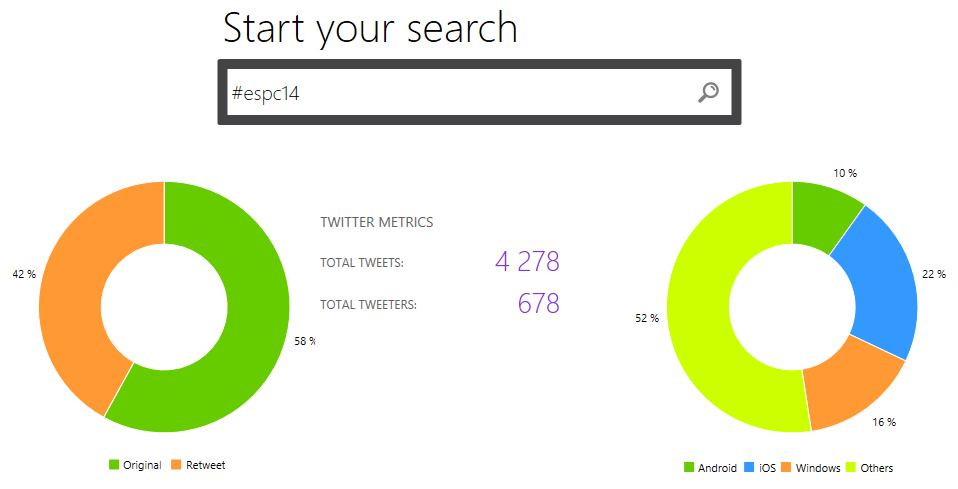 Start your search
#espc14
42 %
58 %
Original Retweet
TWITTER METRICS
TOTAL TWEETS: 4 278
TOTAL TWEETERS: 678
10 %
22 %
52 %
16 %
Android iOS Windows Others